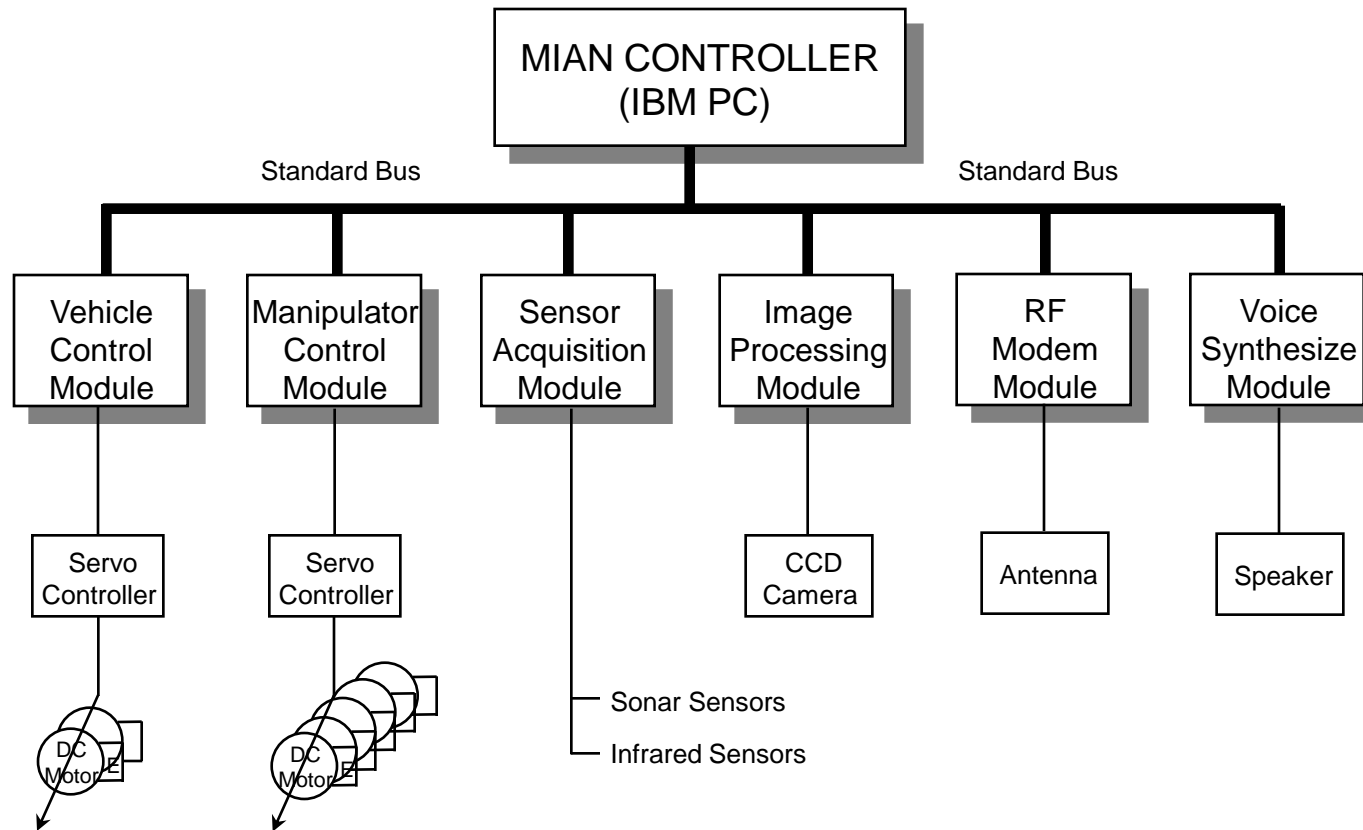 MIAN CONTROLLER
(IBM PC)
Standard Bus
Standard Bus
Vehicle
Control
Module
Manipulator
Control
Module
Sensor
Acquisition
Module
Image
Processing
Module
RF
Modem
Module
Voice
Synthesize
Module
Servo
Controller
Servo
Controller
CCD
Camera
Antenna
Speaker
Sonar Sensors
Infrared Sensors
DC
Motor
E
DC
Motor
E